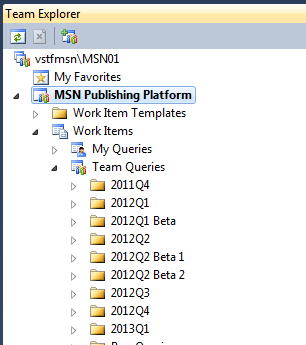 Team Explorer
vstfmsn\MSN01
My Favorites
MSN Publishing Platform
Work Item Templates
Work Items
My Queries
Team Queries
2011Q4
2012Q1
2012Q1 Beta
2012Q2
2012Q2 Beta 1
2012Q2 Beta 2
2012Q3
2012Q4
2013Q1